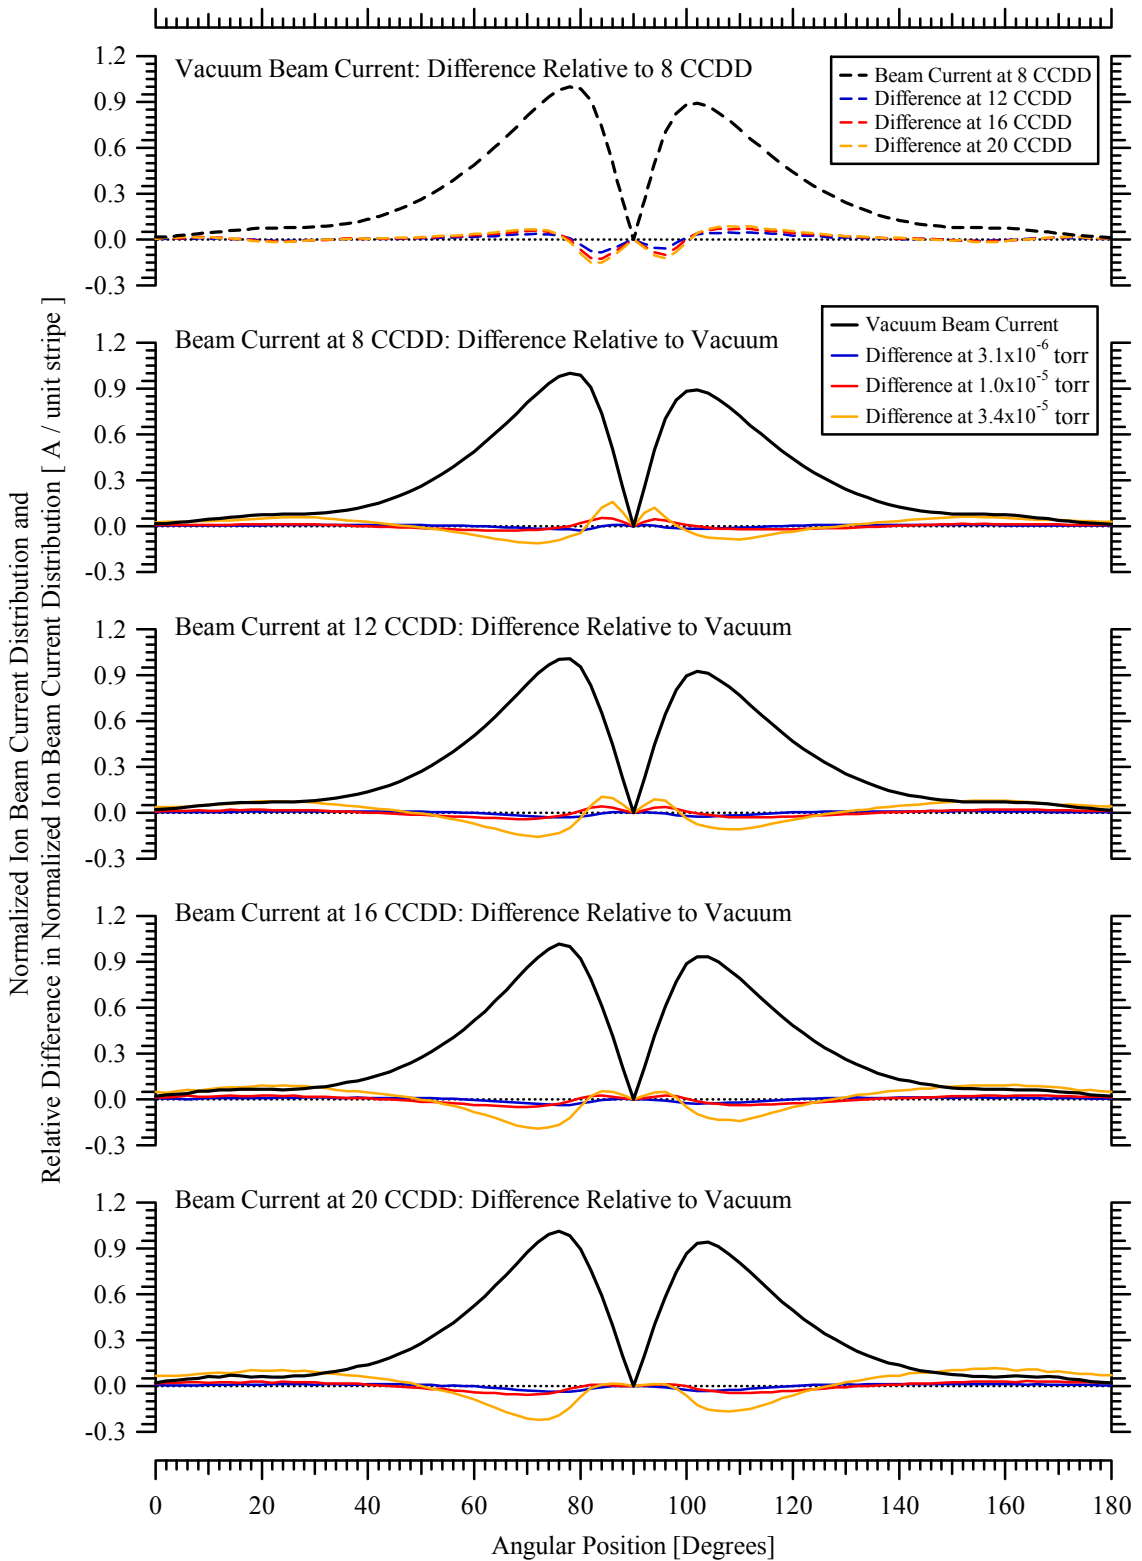 Vacuum Beam Current: Difference Relative to 8 CCDD
Beam Current at 8 CCDD
Difference at 12 CCDD
Difference at 16 CCDD
Difference at 20 CCDD
1.2
0.9
0.6
0.3
0.0
-0.3
Beam Current at 8 CCDD: Difference Relative to Vacuum
Vacuum Beam Current
Difference at 3.1x10⁻⁶ torr
Difference at 1.0x10⁻⁵ torr
Difference at 3.4x10⁻⁵ torr
1.2
0.9
0.6
0.3
0.0
-0.3
Beam Current at 12 CCDD: Difference Relative to Vacuum
1.2
0.9
0.6
0.3
0.0
-0.3
Beam Current at 16 CCDD: Difference Relative to Vacuum
1.2
0.9
0.6
0.3
0.0
-0.3
Beam Current at 20 CCDD: Difference Relative to Vacuum
1.2
0.9
0.6
0.3
0.0
-0.3
0 20 40 60 80 100 120 140 160 180
Angular Position [Degrees]
Normalized Ion Beam Current Distribution and
Relative Difference in Normalized Ion Beam Current Distribution [ A / unit stripe ]